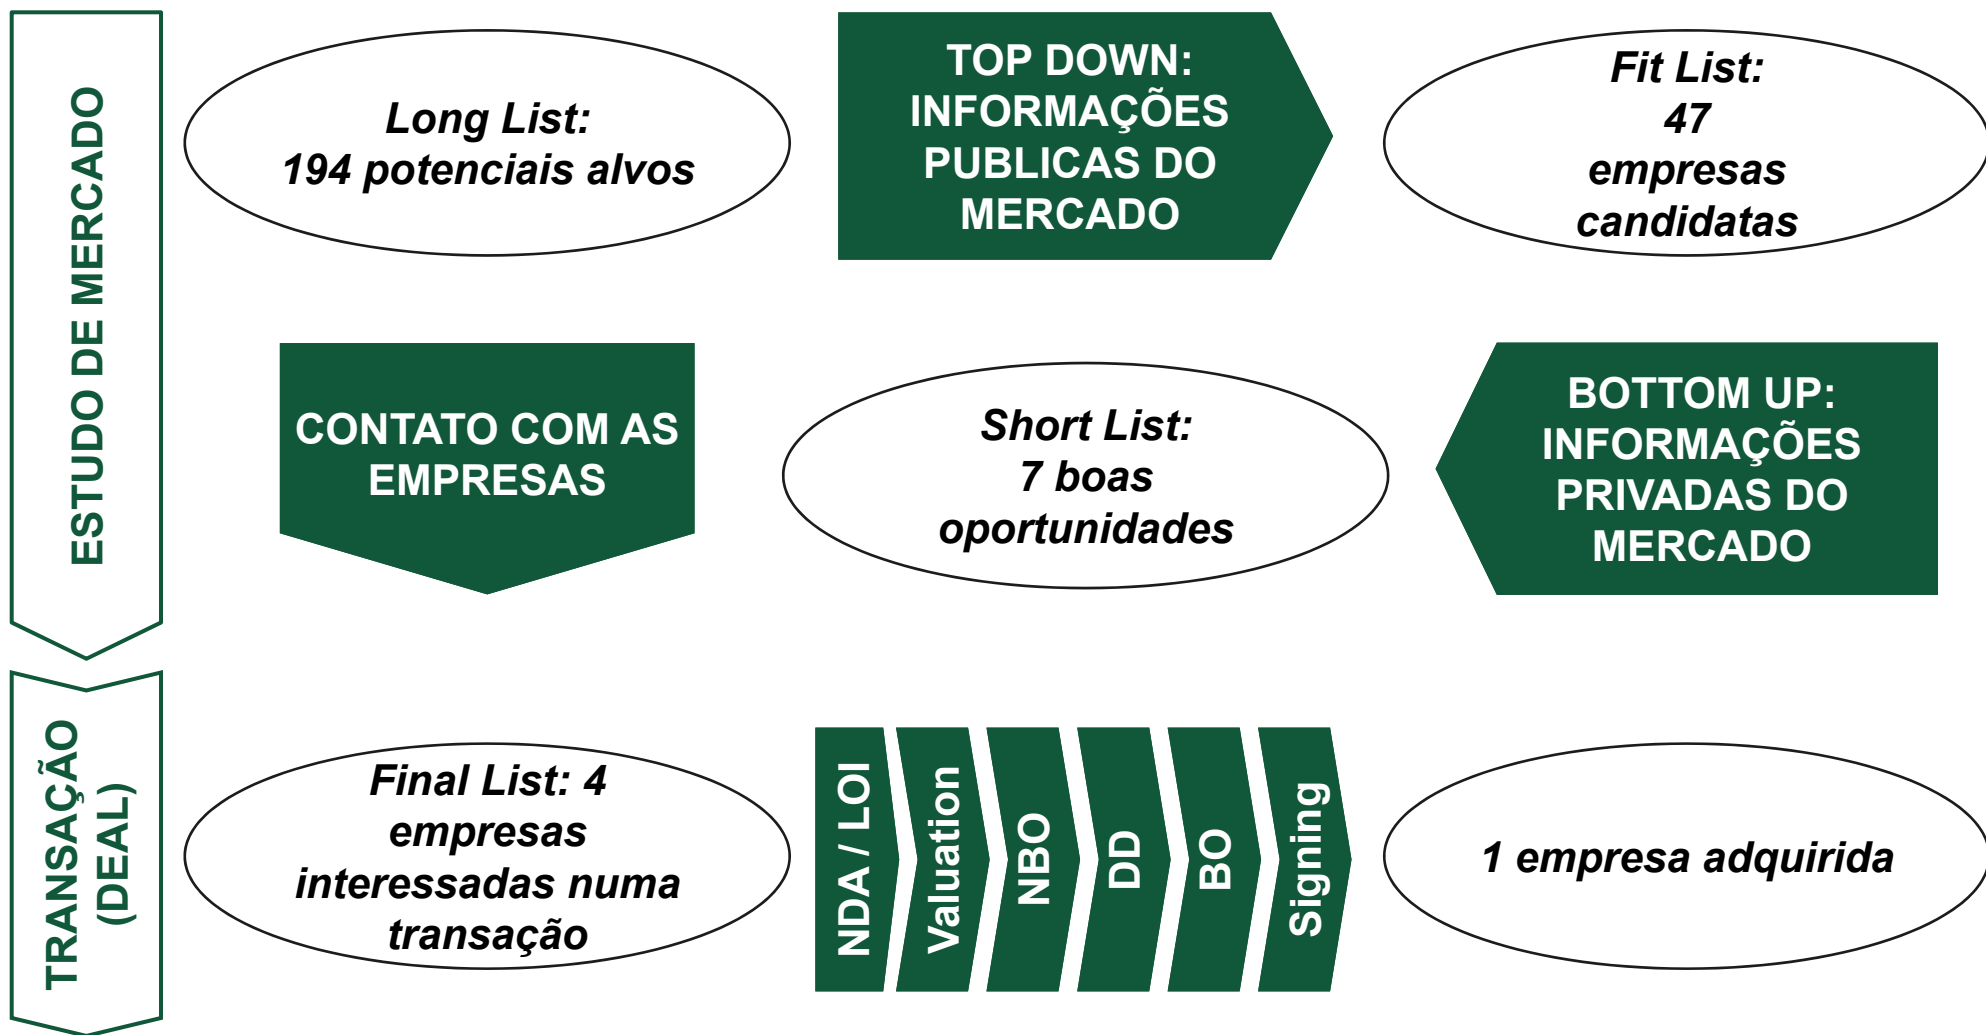 ESTUDO DE MERCADO
Long List:
194 potenciais alvos
TOP DOWN:
INFORMAÇÕES
PUBLICAS DO
MERCADO
Fit List:
47
empresas
candidatas
CONTATO COM AS
EMPRESAS
Short List:
7 boas
oportunidades
BOTTOM UP:
INFORMAÇÕES
PRIVADAS DO
MERCADO
TRANSAÇÃO
(DEAL)
Final List: 4
empresas
interessadas numa
transação
NDA / LOI
Valuation
NBO
DD
BO
Signing
1 empresa adquirida